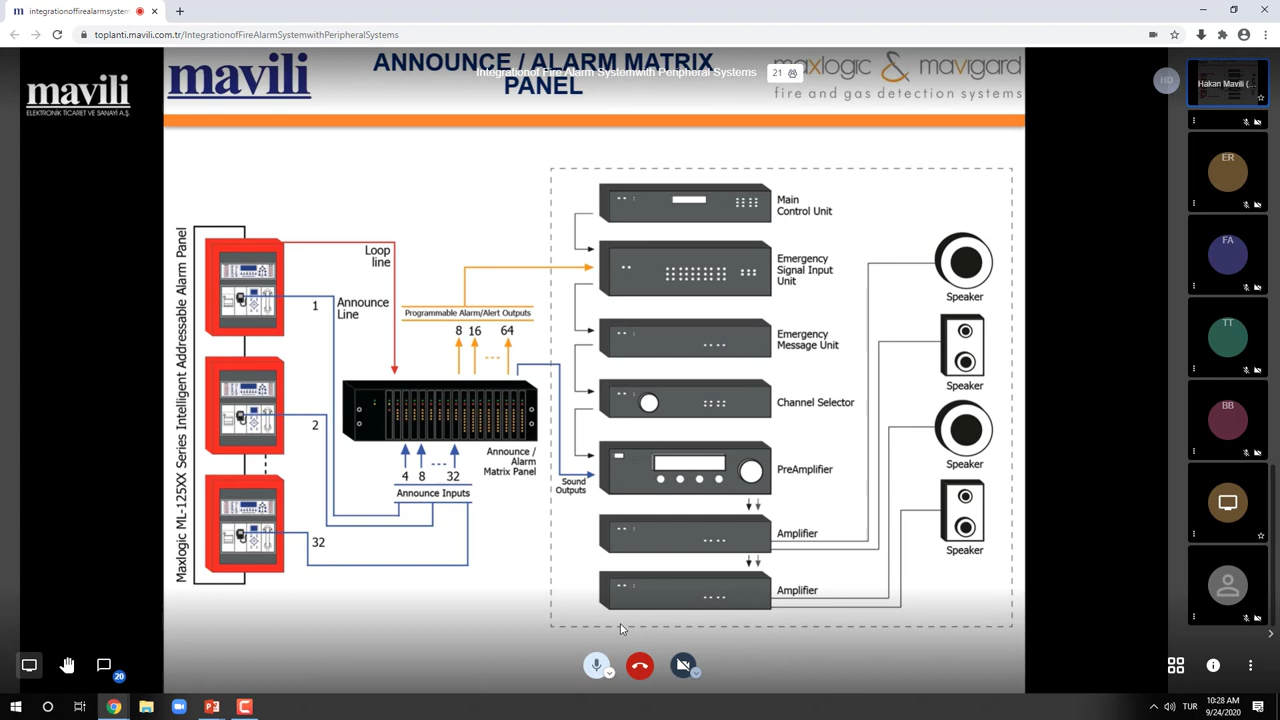 integrationoffirealarmsystem
toplanti.mavili.com.tr/IntegrationofFireAlarmSystemwithPeripheralSystems
mavili
ELEKTRONİK TİCARET VE SANAYİ A.Ş.
mavili
ANNOUNCE / ALARM MATRIX
PANEL
Integrationof Fire Alarm Systemwith Peripheral Systems
21
maxlogic & mavigard
fire and gas detection systems
HD
Hakan Mavili (...
ER
FA
TT
BB
Maxlogic ML-125XX Series Intelligent Addressable Alarm Panel
Loop
line
1
Announce
Line
2
32
Programmable Alarm/Alert Outputs
8 16 64
Announce /
Alarm
Matrix Panel
4 8 32
Announce Inputs
Sound
Outputs
Main
Control Unit
Emergency
Signal Input
Unit
Emergency
Message Unit
Channel Selector
PreAmplifier
Amplifier
Amplifier
Speaker
Speaker
Speaker
Speaker
20
TUR
10:28 AM
9/24/2020